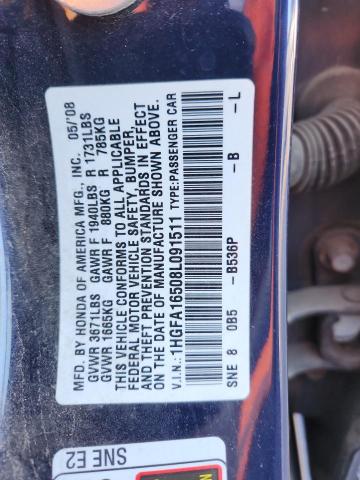 MFD. BY HONDA OF AMERICA MFG., INC. 05/'08
GVWR 3671LBS GAWR F 1940LBS R 1731LBS
GVWR 1665KG GAWR F 880KG R 785KG
THIS VEHICLE CONFORMS TO ALL APPLICABLE
FEDERAL MOTOR VEHICLE SAFETY, BUMPER,
AND THEFT PREVENTION STANDARDS IN EFFECT
ON THE DATE OF MANUFACTURE SHOWN ABOVE.
V.I.N.: 1HGFA16508L091511 TYPE:PASSENGER CAR
SNE 8 0B5 -B536P -B -L
SNE E2